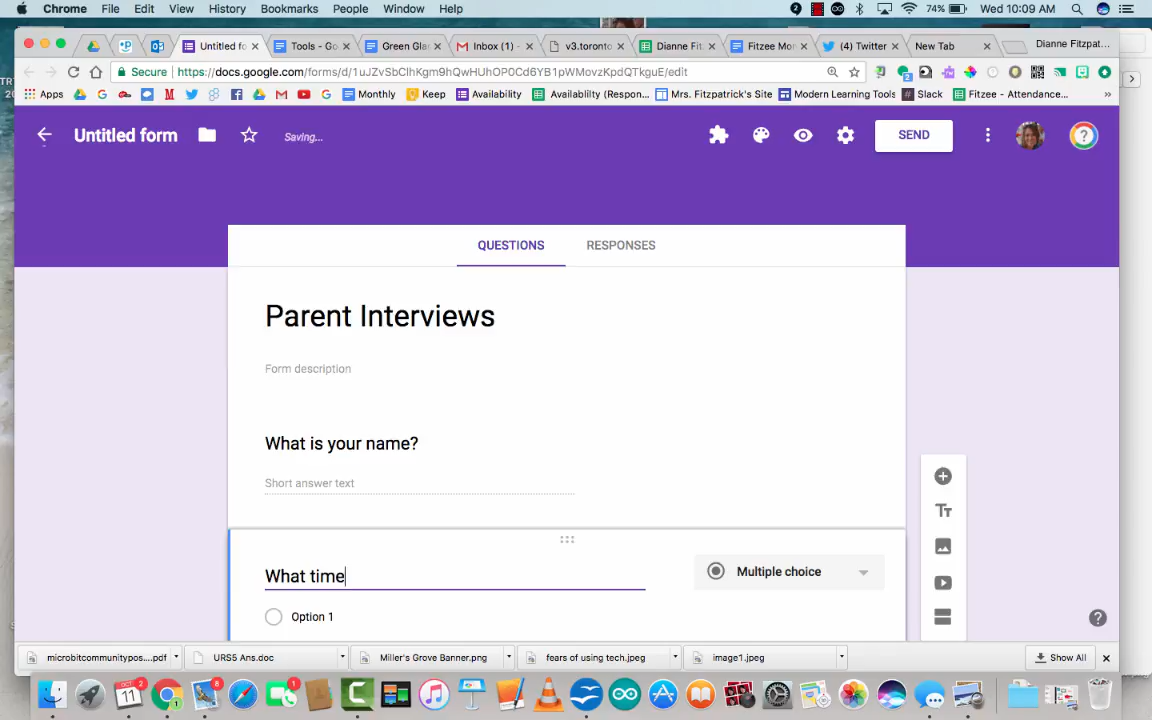 Chrome File Edit View History Bookmarks People Window Help 2 74% Wed 10:09 AM
Untitled fo Tools - Go Green Gla Inbox (1) - v3.toronto Dianne Fit Fitzee Mo (4) Twitter New Tab Dianne Fitzpat...
Secure https://docs.google.com/forms/d/1uJZvSbClhKgm9hQwHUhOP0Cd6YB1pWMovzKpdQTkguE/edit
Apps Monthly Keep Availability Availability (Respon... Mrs. Fitzpatrick's Site Modern Learning Tools Slack Fitzee - Attendance... »
Untitled form Saving... SEND
QUESTIONS RESPONSES
Parent Interviews
Form description
What is your name?
Short answer text
What time Multiple choice
Option 1
microbitcommunitypos....pdf URS5 Ans.doc Miller's Grove Banner.png fears of using tech.jpeg image1.jpeg Show All